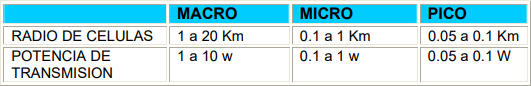 MACRO MICRO PICO
RADIO DE CELULAS 1 a 20 Km 0.1 a 1 Km 0.05 a 0.1 Km
POTENCIA DE 1 a 10 w 0.1 a 1 w 0.05 a 0.1 W
TRANSMISION